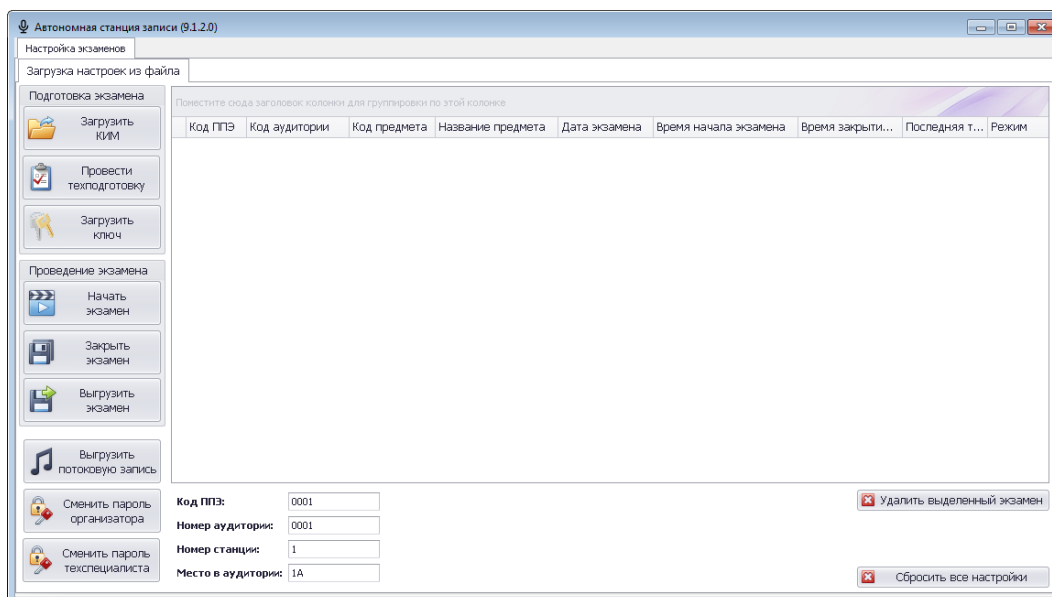 Автономная станция записи (9.1.2.0)
Настройка экзаменов
Загрузка настроек из файла
Подготовка экзамена
Загрузить
КИМ
Провести
техподготовку
Загрузить
ключ
Проведение экзамена
Начать
экзамен
Закрыть
экзамен
Выгрузить
экзамен
Выгрузить
потоковую запись
Сменить пароль
организатора
Сменить пароль
техспециалиста
Поместите сюда заголовок колонки для группировки по этой колонке
Код ППЭ Код аудитории Код предмета Название предмета Дата экзамена Время начала экзамена Время закрыти... Последняя т... Режим
Код ППЭ: 0001
Номер аудитории: 0001
Номер станции: 1
Место в аудитории: 1А
Удалить выделенный экзамен
Сбросить все настройки